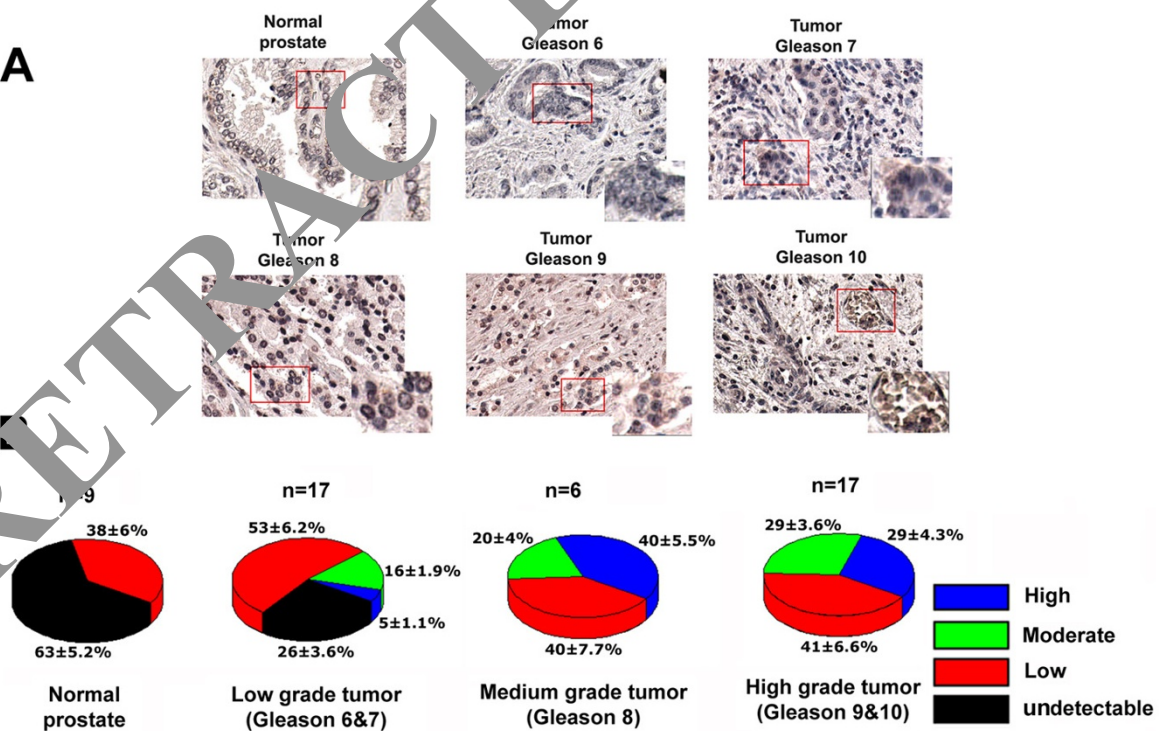 A
Normal
prostate
Tumor
Gleason 6
Tumor
Gleason 7
Tumor
Gleason 8
Tumor
Gleason 9
Tumor
Gleason 10
RETRACT
n=9
38±6%
63±5.2%
Normal
prostate
n=17
53±6.2%
16±1.9%
5±1.1%
26±3.6%
Low grade tumor
(Gleason 6&7)
n=6
20±4%
40±5.5%
40±7.7%
Medium grade tumor
(Gleason 8)
n=17
29±3.6%
29±4.3%
41±6.6%
High grade tumor
(Gleason 9&10)
High
Moderate
Low
undetectable